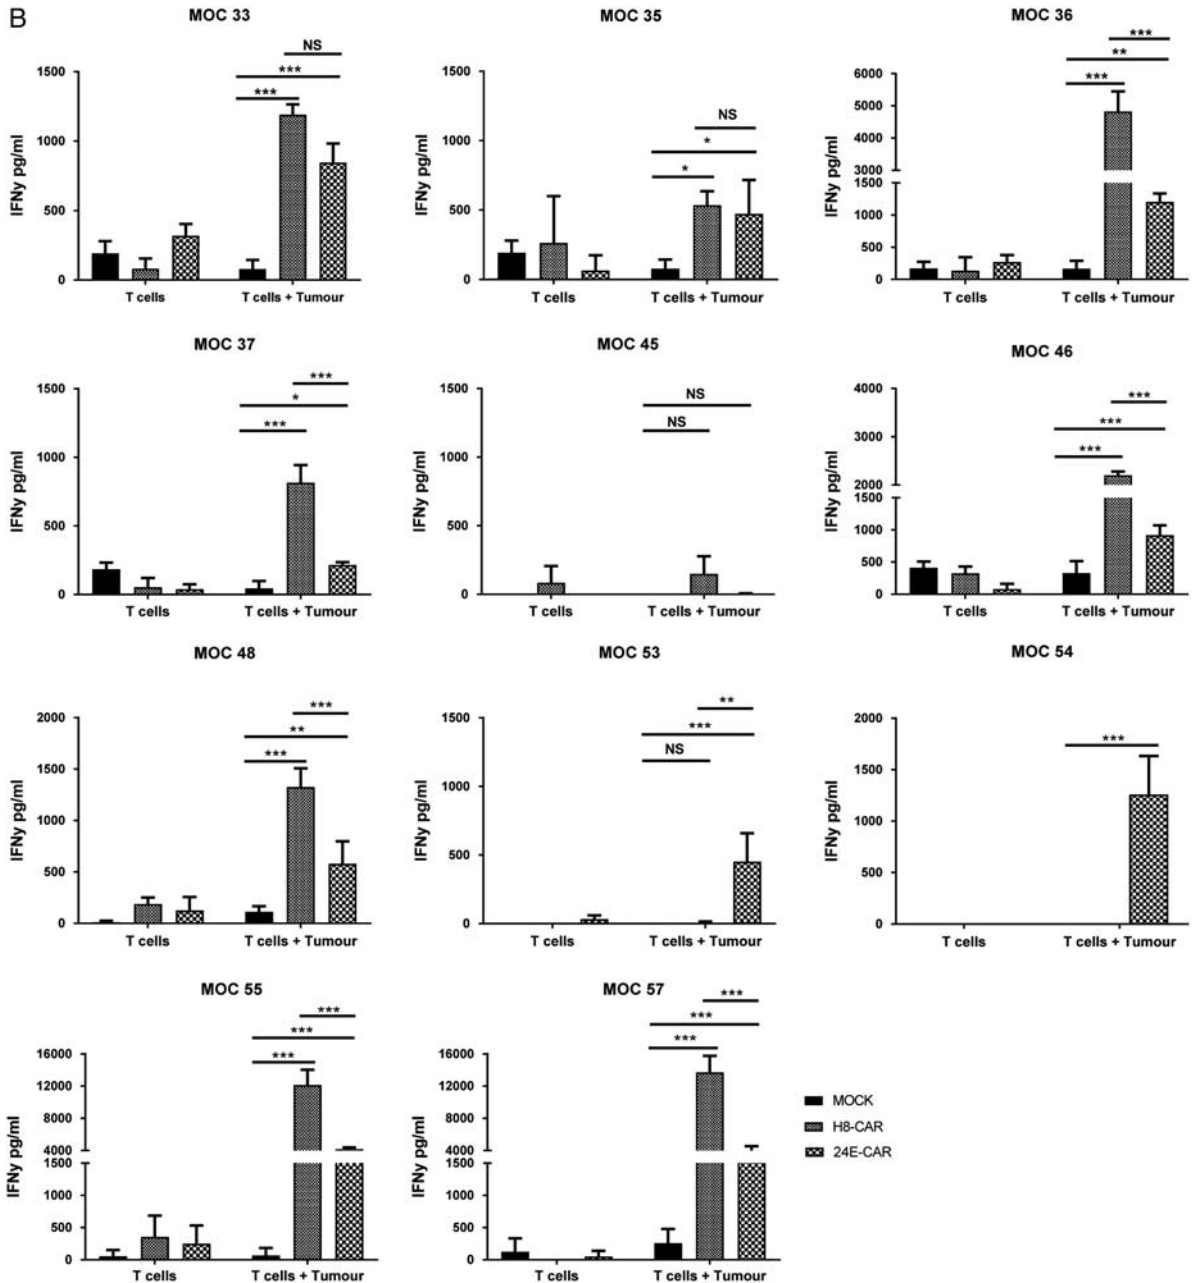 B
MOC 33
IFNy pg/ml
1500
1000
500
0
NS
***
***
T cells
T cells + Tumour
MOC 35
IFNy pg/ml
1500
1000
500
0
NS
*
*
T cells
T cells + Tumour
MOC 36
IFNy pg/ml
6000
5000
4000
3000
1500
1000
500
0
***
**
***
T cells
T cells + Tumour
MOC 37
IFNy pg/ml
1500
1000
500
0
***
*
***
T cells
T cells + Tumour
MOC 45
IFNy pg/ml
1500
1000
500
0
NS
NS
T cells
T cells + Tumour
MOC 46
IFNy pg/ml
4000
3000
2000
1500
1000
500
0
***
***
***
T cells
T cells + Tumour
MOC 48
IFNy pg/ml
2000
1500
1000
500
0
***
**
***
T cells
T cells + Tumour
MOC 53
IFNy pg/ml
1500
1000
500
0
**
***
NS
T cells
T cells + Tumour
MOC 54
IFNy pg/ml
2000
1500
1000
500
0
***
T cells
T cells + Tumour
MOC 55
IFNy pg/ml
16000
12000
8000
4000
1500
1000
500
0
***
***
***
T cells
T cells + Tumour
MOC 57
IFNy pg/ml
16000
12000
8000
4000
1500
1000
500
0
***
***
***
T cells
T cells + Tumour
MOCK
H8-CAR
24E-CAR